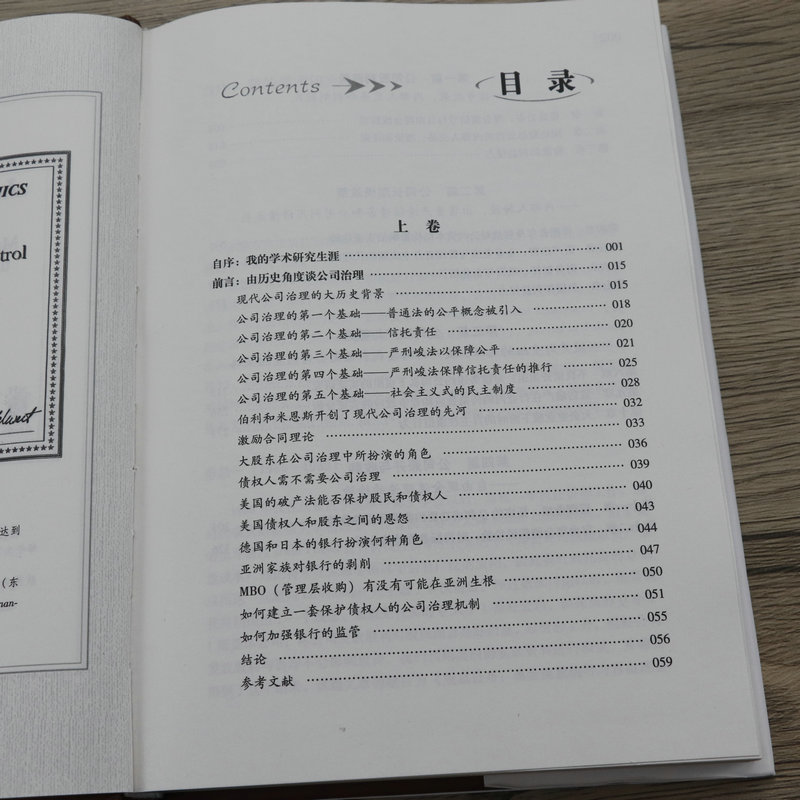 NICS
trol
达到
(东
man-
Contents
目录
上卷
自序：我的学术研究生涯 001
前言：由历史角度谈公司治理 015
现代公司治理的大历史背景 015
公司治理的第一个基础——普通法的公平概念被引入 018
公司治理的第二个基础——信托责任 020
公司治理的第三个基础——严刑峻法以保障公平 021
公司治理的第四个基础——严刑峻法保障信托责任的推行 025
公司治理的第五个基础——社会主义式的民主制度 028
伯利和米恩斯开创了现代公司治理的先河 032
激励合同理论 033
大股东在公司治理中所扮演的角色 036
债权人需不需要公司治理 039
美国的破产法能否保护股民和债权人 040
美国债权人和股东之间的恩怨 043
德国和日本的银行扮演何种角色 044
亚洲家族对银行的剥削 047
MBO（管理层收购）有没有可能在亚洲生根 050
如何建立一套保护债权人的公司治理机制 051
如何加强银行的监管 055
结论 056
参考文献 059